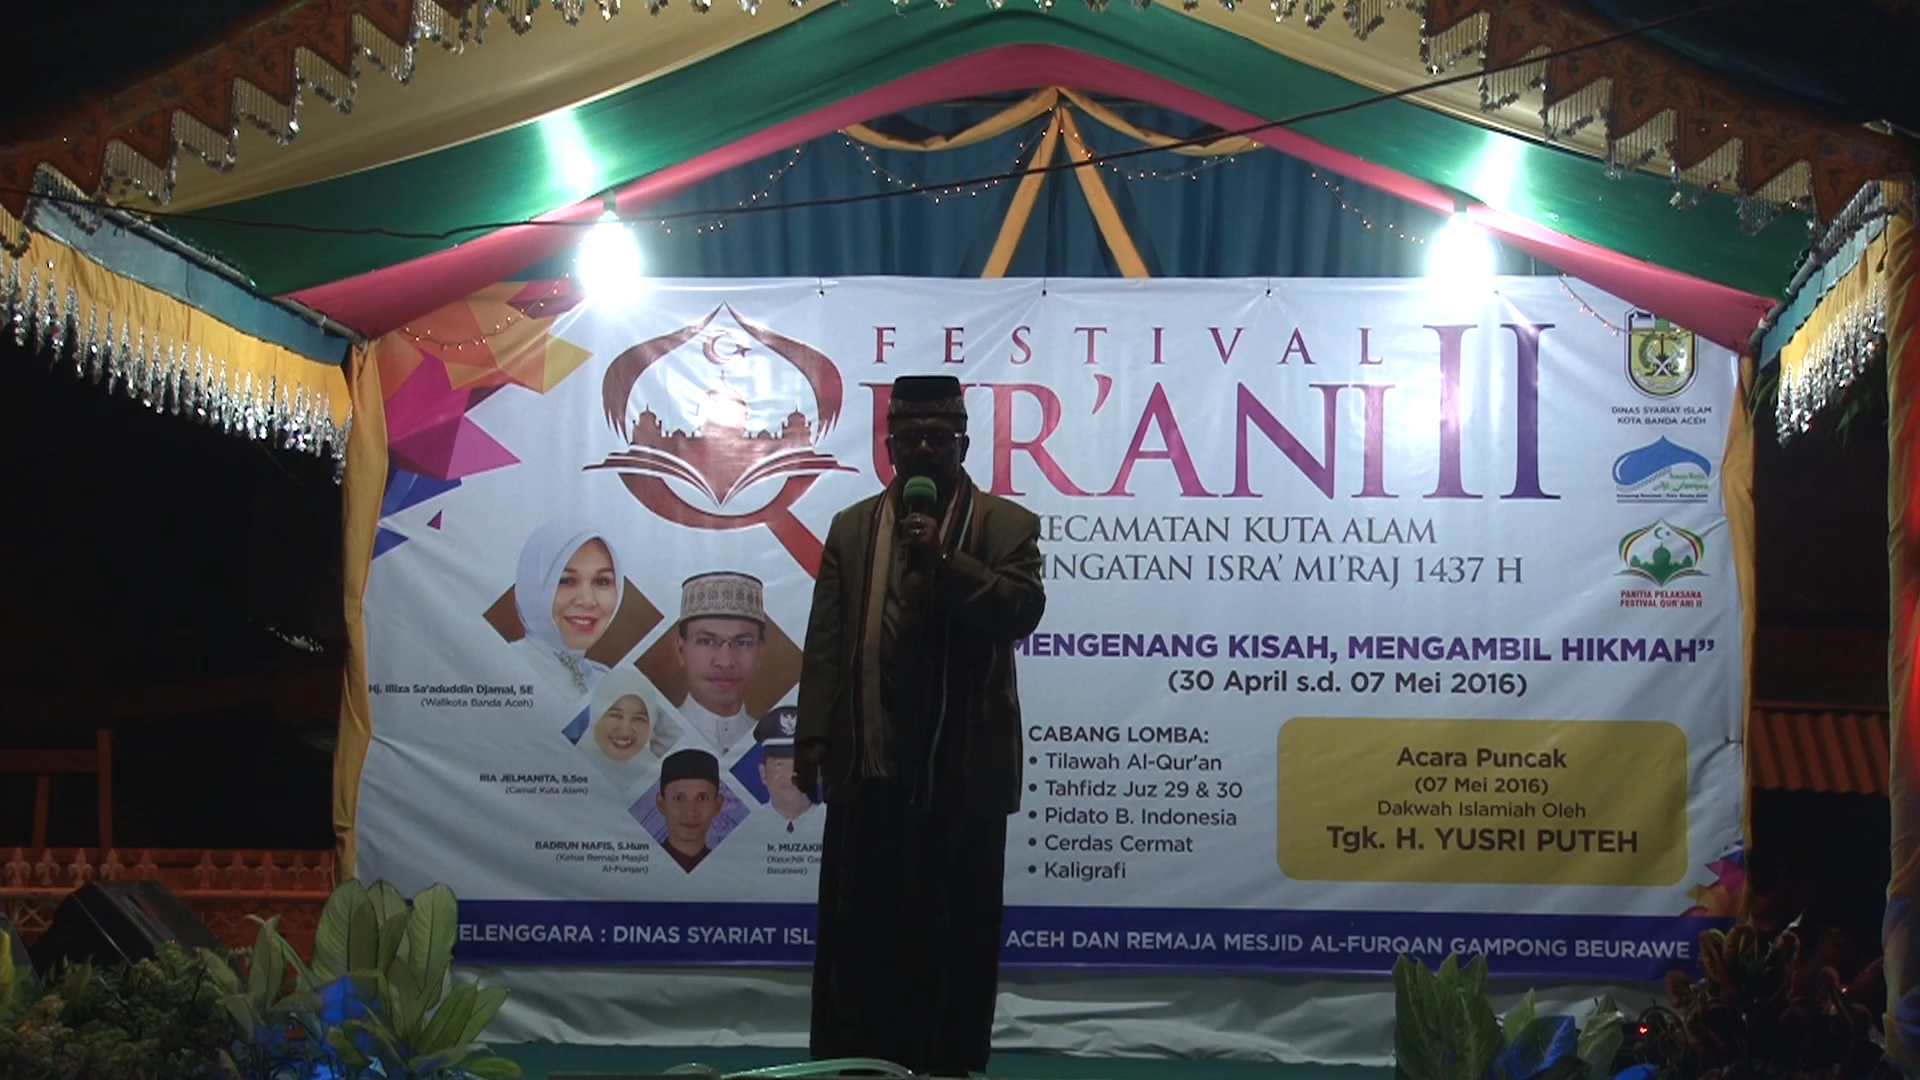 FESTIVAL
QUR'ANI II
KECAMATAN KUTA ALAM
INGATAN ISRA' MI'RAJ 1437 H
MENGENANG KISAH, MENGAMBIL HIKMAH"
(30 April s.d. 07 Mei 2016)
CABANG LOMBA:
• Tilawah Al-Qur'an
• Tahfidz Juz 29 & 30
• Pidato B. Indonesia
• Cerdas Cermat
• Kaligrafi
Acara Puncak
(07 Mei 2016)
Dakwah Islamiah Oleh
Tgk. H. YUSRI PUTEH
DINAS SYARIAT ISLAM
KOTA BANDA ACEH
PANITIA PELAKSANA
FESTIVAL QUR'ANI II
Hj. Illiza Sa'aduddin Djamal, SE
(Walikota Banda Aceh)
RIA JELMANITA, S.Sos
(Camat Kuta Alam)
BADRUN NAFIS, S.Hum
(Ketua Remaja Masjid
Al-Furqan)
Ir. MUZAKIR
(Keuchik
Beurawe)
YELENGGARA : DINAS SYARIAT ISL ACEH DAN REMAJA MESJID AL-FURQAN GAMPONG BEURAWE